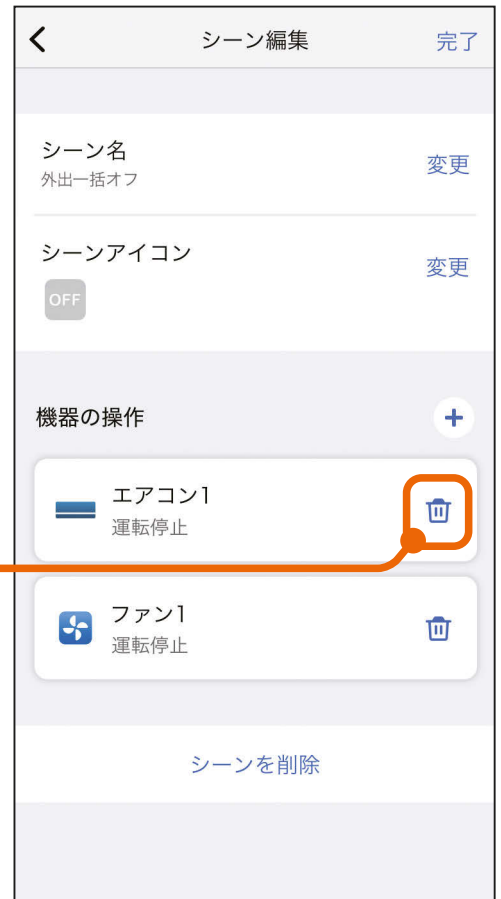 シーン編集
完了
シーン名
外出一括オフ
変更
シーンアイコン
変更
OFF
機器の操作
エアコン1
運転停止
ファン1
運転停止
シーンを削除